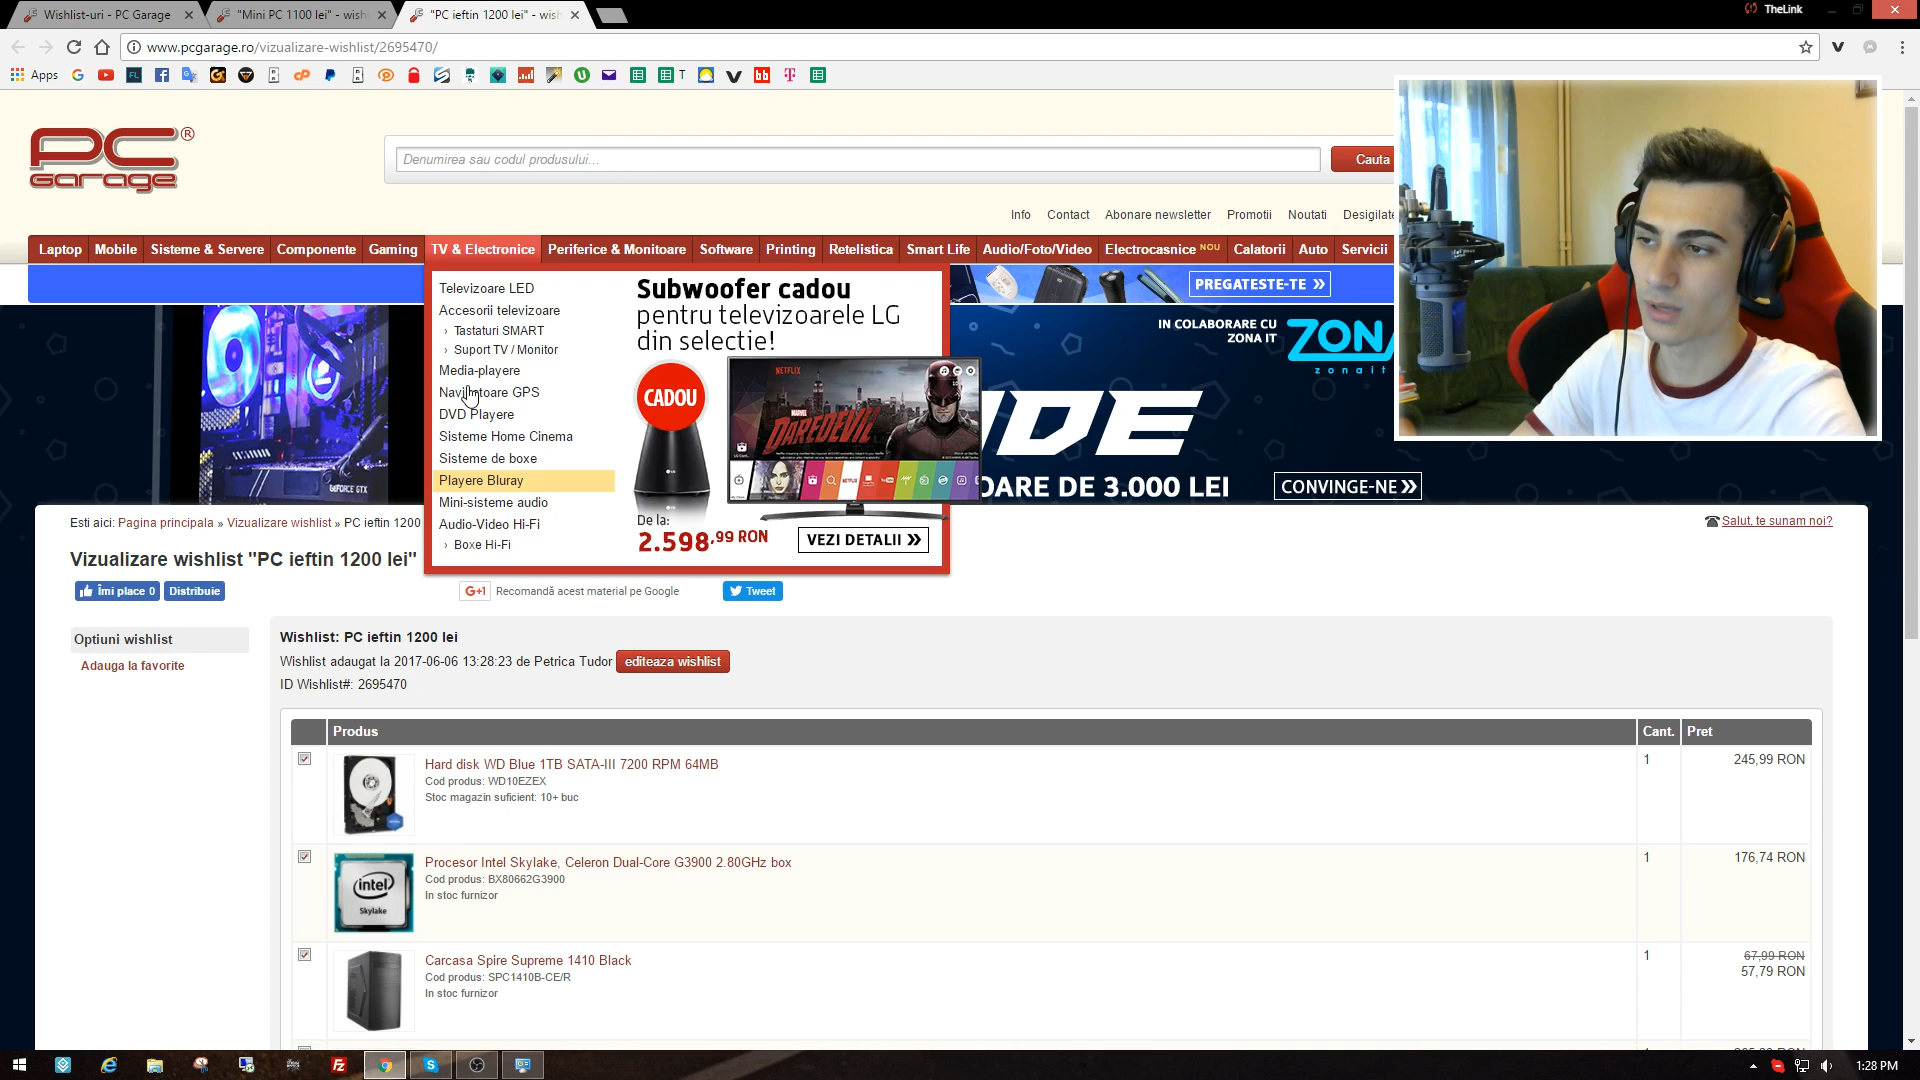 Wishlist-uri - PC Garage
"Mini PC 1100 lei" - wish
"PC ieftin 1200 lei" - wish
TheLink
www.pcgarage.ro/vizualizare-wishlist/2695470/
Apps
T
PC Garage®
Denumirea sau codul produsului...
Cauta
Info Contact Abonare newsletter Promotii Noutati Desigilate
Laptop Mobile Sisteme & Servere Componente Gaming TV & Electronice Periferice & Monitoare Software Printing Retelistica Smart Life Audio/Foto/Video Electrocasnice NOU Calatorii Auto Servicii
Televizoare LED
Accesorii televizoare
› Tastaturi SMART
› Suport TV / Monitor
Media-playere
Navigatoare GPS
DVD Playere
Sisteme Home Cinema
Sisteme de boxe
Playere Bluray
Mini-sisteme audio
Audio-Video Hi-Fi
› Boxe Hi-Fi
Subwoofer cadou
pentru televizoarele LG
din selectie!
CADOU
NETFLIX
MARVEL
DAREDEVIL
De la:
2.598,99 RON
VEZI DETALII »
PREGATESTE-TE »
IN COLABORARE CU
ZONA IT
ZONA
zonait
IDE
OARE DE 3.000 LEI
CONVINGE-NE »
GEFORCE GTX
Esti aici: Pagina principala » Vizualizare wishlist » PC ieftin 1200
Salut, te sunam noi?
Vizualizare wishlist "PC ieftin 1200 lei"
Îmi place 0
Distribuie
G+1
Recomandă acest material pe Google
Tweet
Optiuni wishlist
Adauga la favorite
Wishlist: PC ieftin 1200 lei
Wishlist adaugat la 2017-06-06 13:28:23 de Petrica Tudor editeaza wishlist
ID Wishlist#: 2695470
Produs Cant. Pret
Hard disk WD Blue 1TB SATA-III 7200 RPM 64MB
Cod produs: WD10EZEX
Stoc magazin suficient: 10+ buc
1 245,99 RON
intel
Skylake
Procesor Intel Skylake, Celeron Dual-Core G3900 2.80GHz box
Cod produs: BX80662G3900
In stoc furnizor
1 176,74 RON
Carcasa Spire Supreme 1410 Black
Cod produs: SPC1410B-CE/R
In stoc furnizor
1 67,99 RON
57,79 RON
1:28 PM